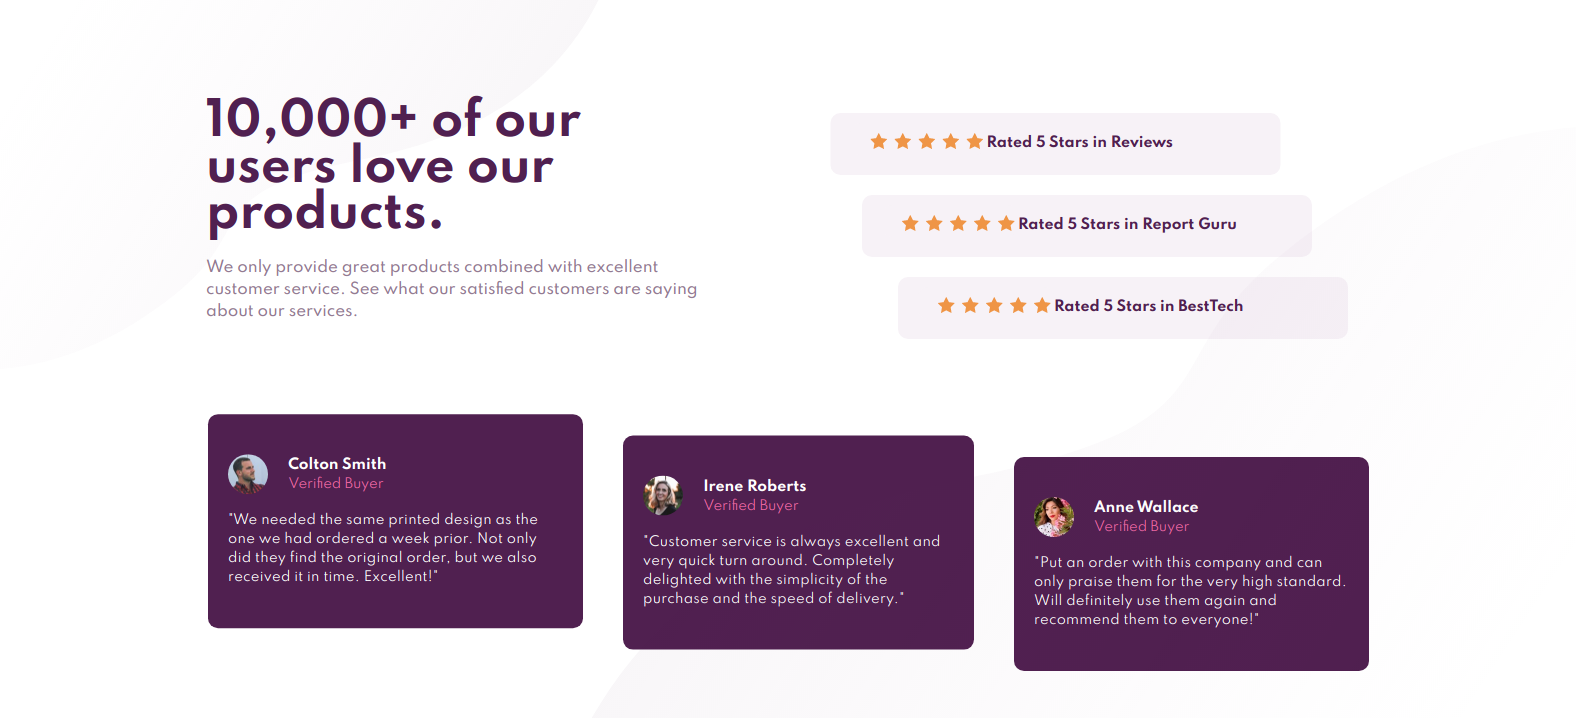 10,000+ of our
users love our
products.
We only provide great products combined with excellent
customer service. See what our satisfied customers are saying
about our services.
Rated 5 Stars in Reviews
Rated 5 Stars in Report Guru
Rated 5 Stars in BestTech
Colton Smith
Verified Buyer
"We needed the same printed design as the
one we had ordered a week prior. Not only
did they find the original order, but we also
received it in time. Excellent!"
Irene Roberts
Verified Buyer
"Customer service is always excellent and
very quick turn around. Completely
delighted with the simplicity of the
purchase and the speed of delivery."
Anne Wallace
Verified Buyer
"Put an order with this company and can
only praise them for the very high standard.
Will definitely use them again and
recommend them to everyone!"